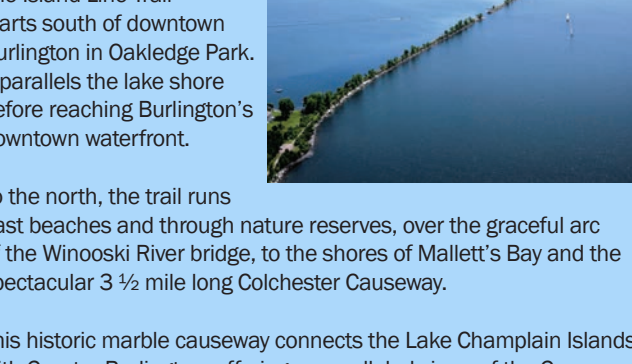 Island Line Trail
arts south of downtown
urlington in Oakledge Park.
parallels the lake shore
efore reaching Burlington's
owntown waterfront.
o the north, the trail runs
ast beaches and through nature reserves, over the graceful arc
f the Winooski River bridge, to the shores of Mallett's Bay and the
pectacular 3 ½ mile long Colchester Causeway.
his historic marble causeway connects the Lake Champlain Islands